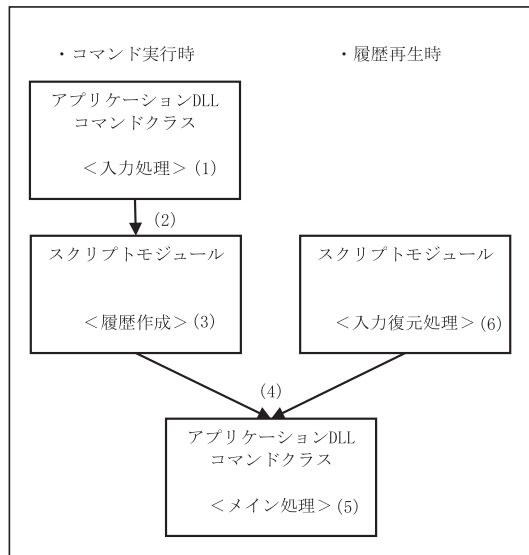 ・コマンド実行時
・履歴再生時
アプリケーションDLL
コマンドクラス
＜入力処理＞(1)
(2)
スクリプトモジュール
＜履歴作成＞(3)
スクリプトモジュール
＜入力復元処理＞(6)
(4)
アプリケーションDLL
コマンドクラス
＜メイン処理＞(5)